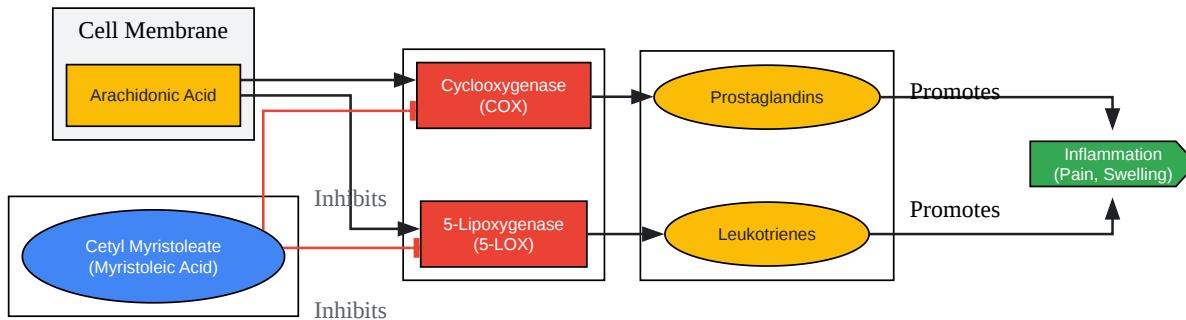 Cell Membrane
Arachidonic Acid
Cyclooxygenase
(COX)
Prostaglandins
Promotes
Inflammation
(Pain, Swelling)
Inhibits
5-Lipoxygenase
(5-LOX)
Leukotrienes
Promotes
Cetyl Myristoleate
(Myristoleic Acid)
Inhibits